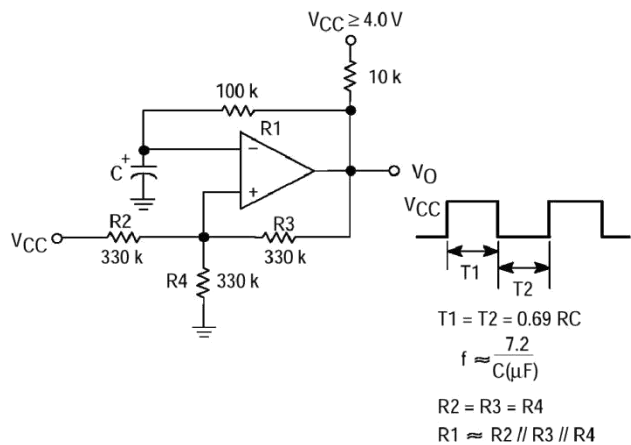 V_CC ≥ 4.0 V
10 k
100 k
R1
−
+
C
+
V_O
V_CC
R2
330 k
R3
330 k
R4
330 k
V_CC
T1
T2
T1 = T2 = 0.69 RC
f ≈ 7.2 / C(μF)
R2 = R3 = R4
R1 ≈ R2 // R3 // R4